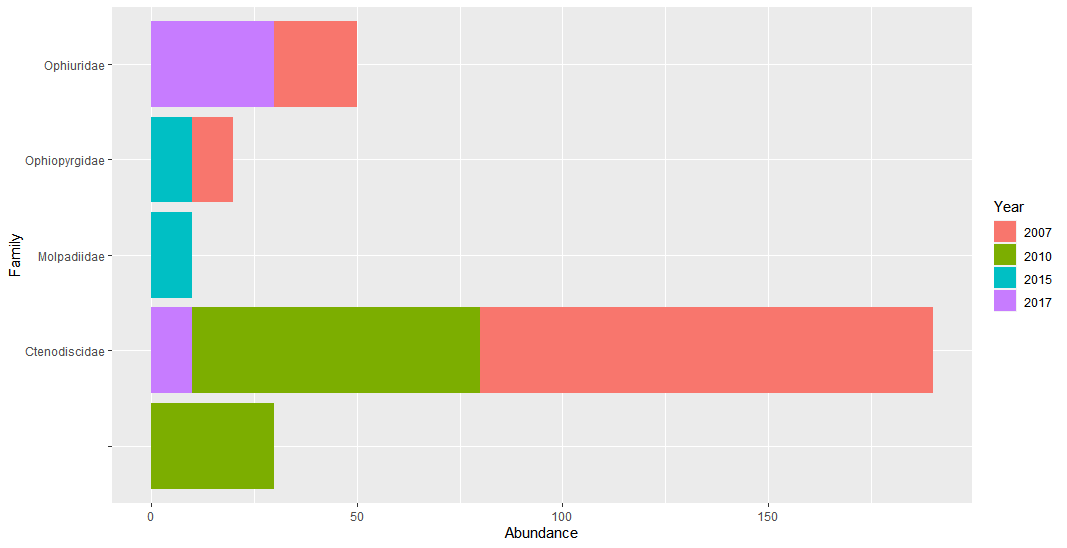 Family
Ophiuridae
Ophiopyrgidae
Molpadiidae
Ctenodiscidae
0 50 100 150
Abundance
Year
2007
2010
2015
2017